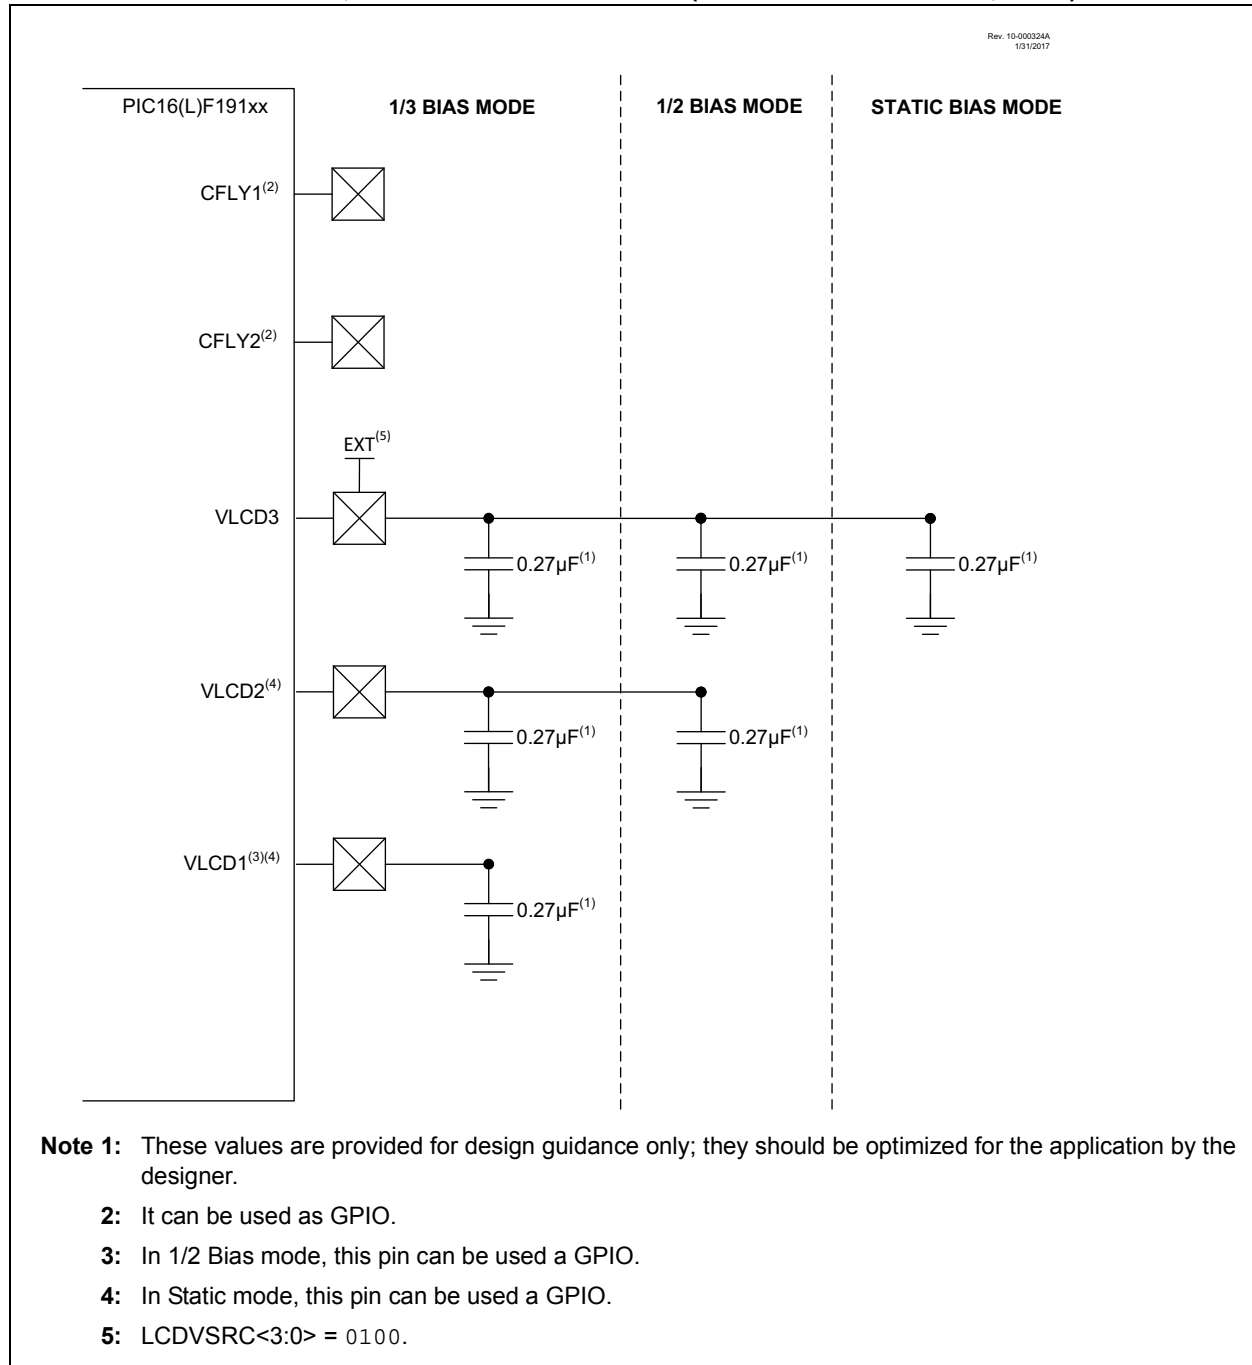 Rev. 10-000324A
1/31/2017
PIC16(L)F191xx
1/3 BIAS MODE
1/2 BIAS MODE
STATIC BIAS MODE
CFLY1(2)
CFLY2(2)
EXT(5)
VLCD3
0.27µF(1)
0.27µF(1)
0.27µF(1)
VLCD2(4)
0.27µF(1)
0.27µF(1)
VLCD1(3)(4)
0.27µF(1)
Note 1: These values are provided for design guidance only; they should be optimized for the application by the
designer.
2: It can be used as GPIO.
3: In 1/2 Bias mode, this pin can be used a GPIO.
4: In Static mode, this pin can be used a GPIO.
5: LCDVSRC<3:0> = 0100.